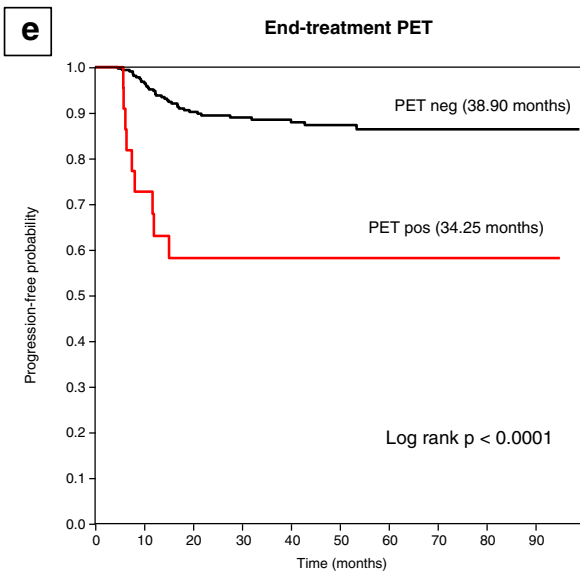 e
End-treatment PET
1.0
0.9
0.8
0.7
0.6
0.5
0.4
0.3
0.2
0.1
0.0
Progression-free probability
PET neg (38.90 months)
PET pos (34.25 months)
Log rank p < 0.0001
0 10 20 30 40 50 60 70 80 90
Time (months)